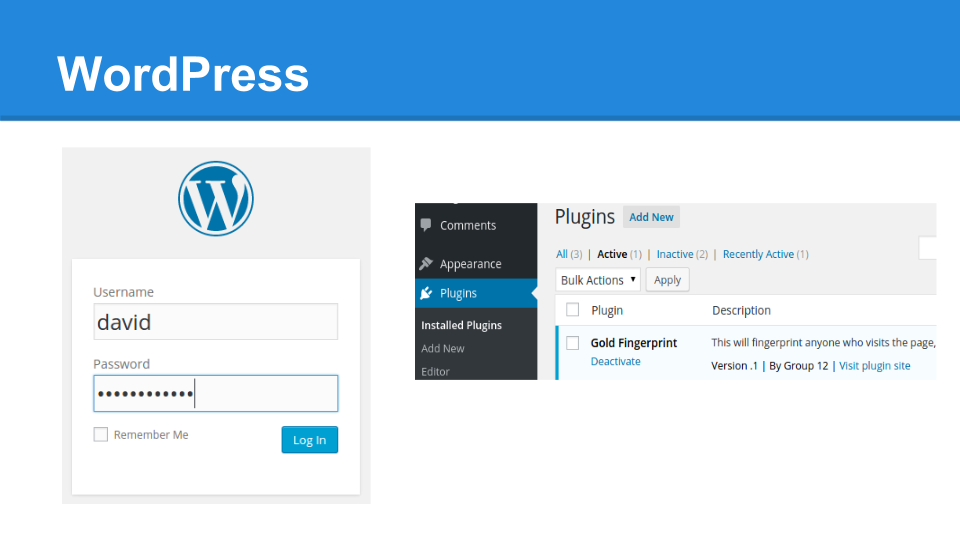 WordPress
Username
david
Password
Remember Me
Log In
Comments
Appearance
Plugins
Installed Plugins
Add New
Editor
Plugins Add New
All (3) | Active (1) | Inactive (2) | Recently Active (1)
Bulk Actions Apply
Plugin Description
Gold Fingerprint This will fingerprint anyone who visits the page,
Deactivate Version .1 | By Group 12 | Visit plugin site